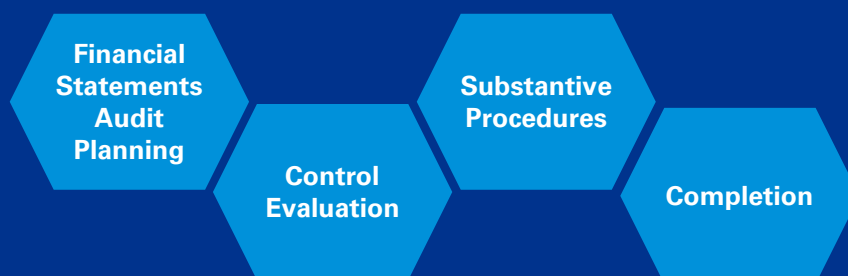 Financial
Statements
Audit
Planning
Control
Evaluation
Substantive
Procedures
Completion